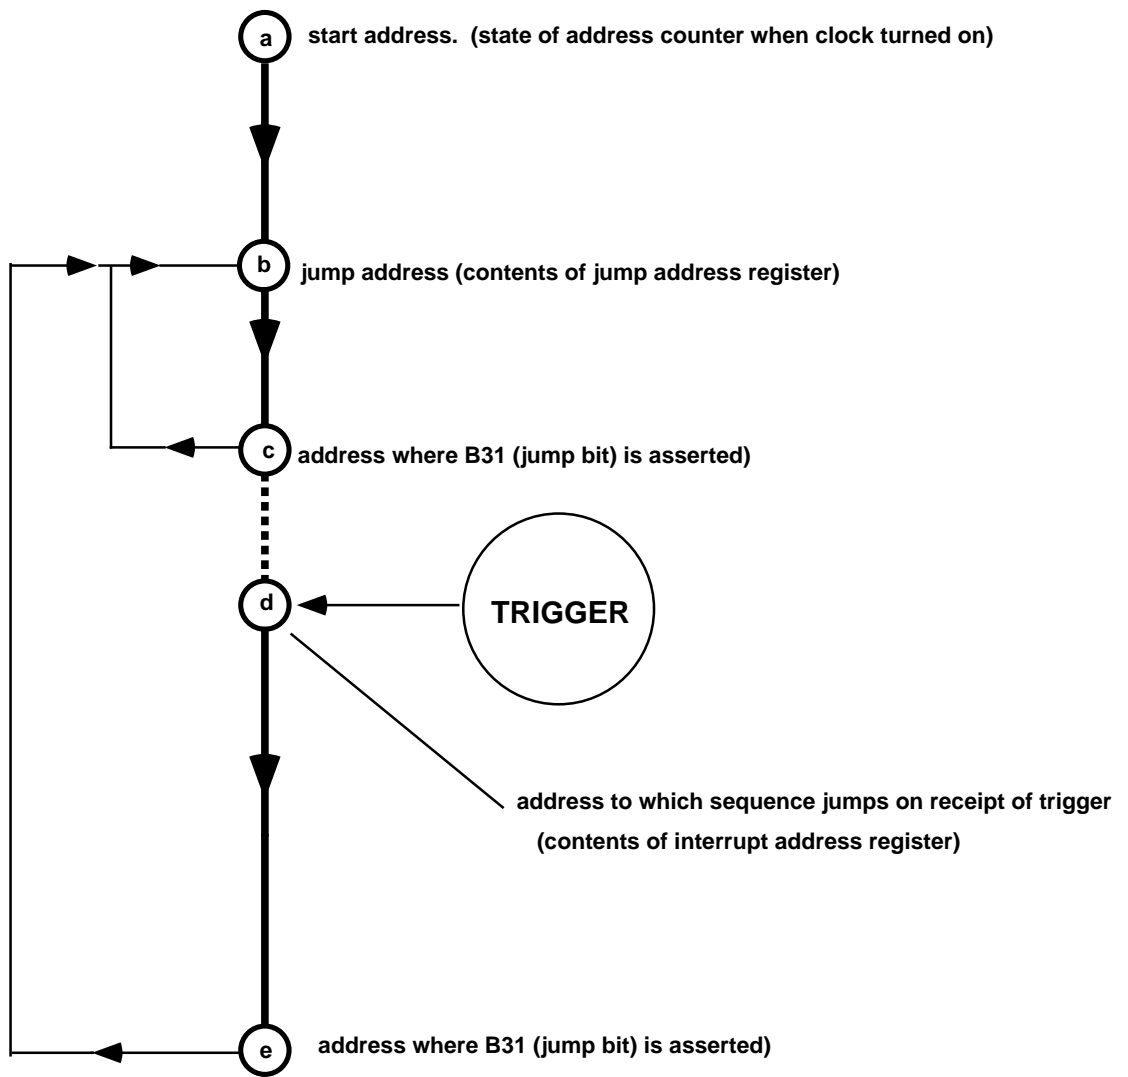 a
start address. (state of address counter when clock turned on)
b
jump address (contents of jump address register)
c
address where B31 (jump bit) is asserted)
d
TRIGGER
address to which sequence jumps on receipt of trigger
(contents of interrupt address register)
e
address where B31 (jump bit) is asserted)